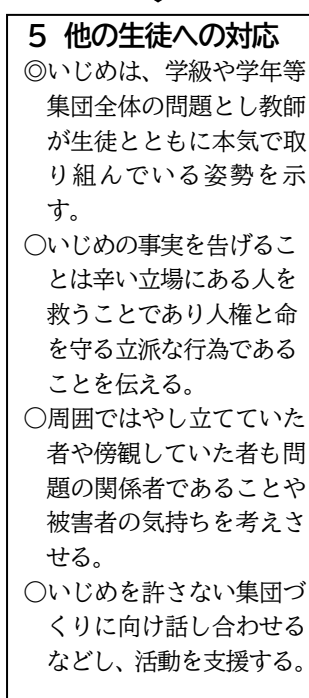 ５ 他の生徒への対応
◎いじめは、学級や学年等
集団全体の問題とし教師
が生徒とともに本気で取
り組んでいる姿勢を示
す。
○いじめの事実を告げるこ
とは辛い立場にある人を
救うことであり人権と命
を守る立派な行為である
ことを伝える。
○周囲ではやし立てていた
者や傍観していた者も問
題の関係者であることや
被害者の気持ちを考えさ
せる。
○いじめを許さない集団づ
くりに向け話し合わせる
などし、活動を支援する。